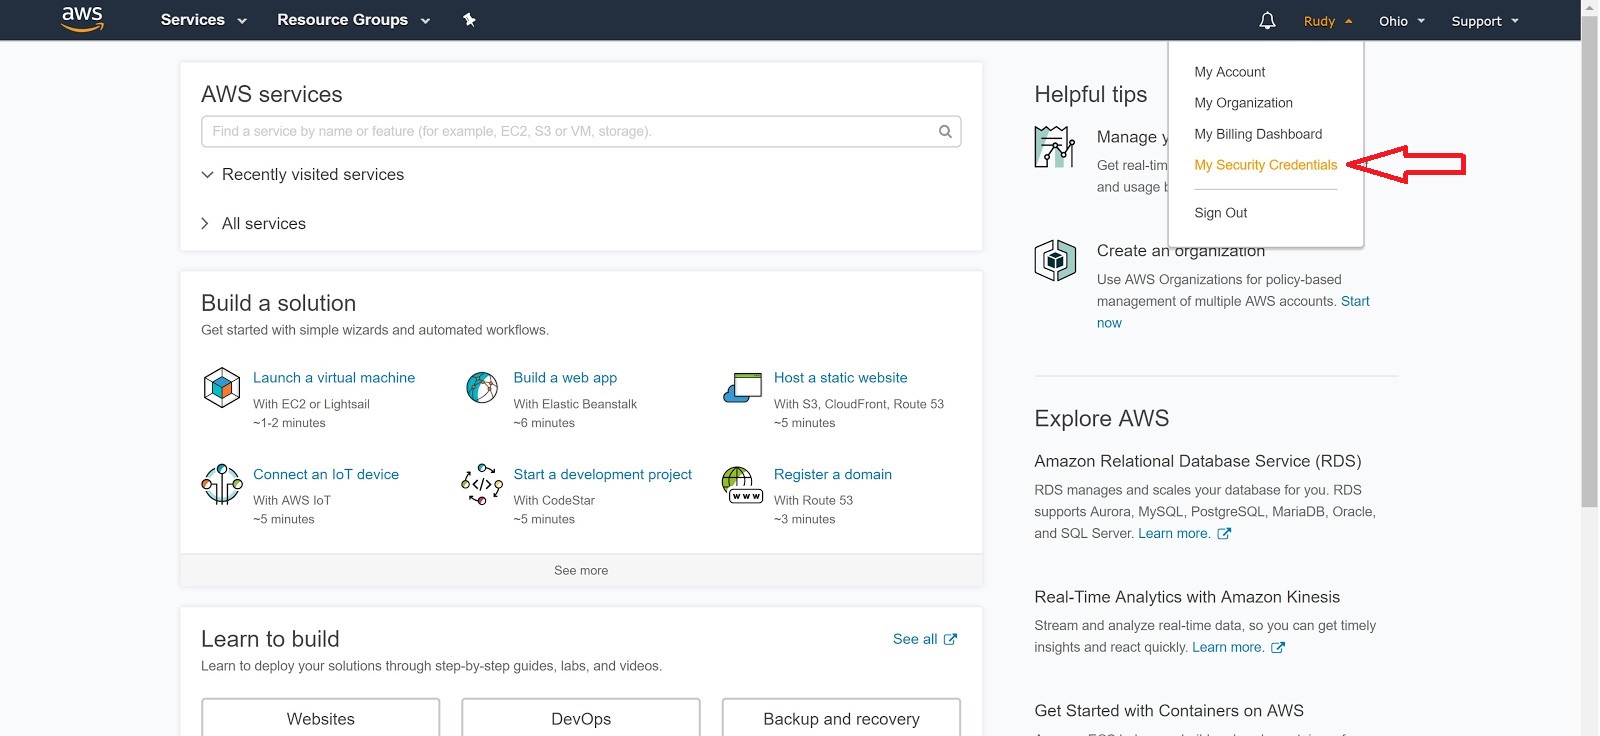 aws
Services
Resource Groups
Rudy
Ohio
Support
My Account
My Organization
My Billing Dashboard
My Security Credentials
Sign Out
AWS services
Find a service by name or feature (for example, EC2, S3 or VM, storage).
Recently visited services
All services
Build a solution
Get started with simple wizards and automated workflows.
Launch a virtual machine
With EC2 or Lightsail
~1-2 minutes
Build a web app
With Elastic Beanstalk
~6 minutes
Host a static website
With S3, CloudFront, Route 53
~5 minutes
Connect an IoT device
With AWS IoT
~5 minutes
Start a development project
With CodeStar
~5 minutes
www
Register a domain
With Route 53
~3 minutes
See more
Learn to build
See all
Learn to deploy your solutions through step-by-step guides, labs, and videos.
Websites
DevOps
Backup and recovery
Helpful tips
Manage y
Get real-tim
and usage b
Create an organization
Use AWS Organizations for policy-based
management of multiple AWS accounts. Start
now
Explore AWS
Amazon Relational Database Service (RDS)
RDS manages and scales your database for you. RDS
supports Aurora, MySQL, PostgreSQL, MariaDB, Oracle,
and SQL Server. Learn more.
Real-Time Analytics with Amazon Kinesis
Stream and analyze real-time data, so you can get timely
insights and react quickly. Learn more.
Get Started with Containers on AWS